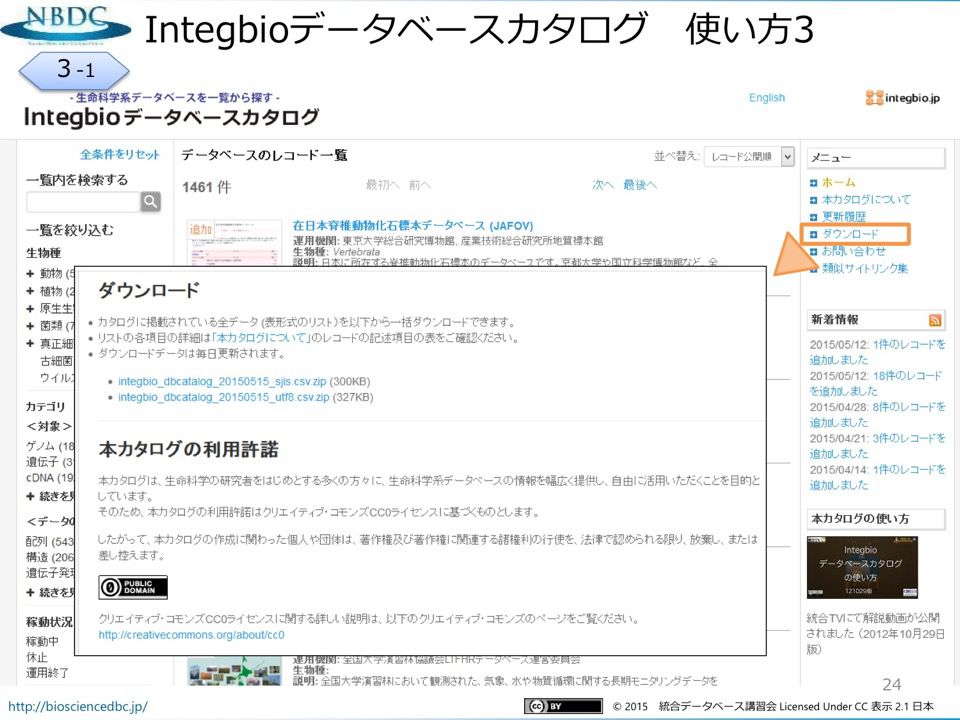 NBDC
Integbioデータベースカタログ　使い方3
3 -1
- 生命科学系データベースを一覧から探す -
Integbioデータベースカタログ
English
integbio.jp
全条件をリセット
一覧内を検索する
一覧を絞り込む
生物種
動物 (5
植物 (2
原生生
菌類 (7
真正細
古細菌
ウイル
カテゴリ
<対象>
ゲノム (18
遺伝子 (3
cDNA (19
続きを見
<データの
配列 (543
構造 (206
遺伝子発現
続きを見
稼動状況
稼動中
休止
運用終了
データベースのレコード一覧
並べ替え: レコード公開順
1461 件
最初へ 前へ
次へ 最後へ
追加
在日本脊椎動物化石標本データベース (JAFOV)
運用機関: 東京大学総合研究博物館, 産業技術総合研究所地質標本館
生物種: Vertebrata
説明: 日本に所在する脊椎動物化石標本のデータベースです。京都大学や国立科学博物館など、全
ダウンロード
カタログに掲載されている全データ (表形式のリスト) を以下から一括ダウンロードできます。
リストの各項目の詳細は「本カタログについて」のレコードの記述項目の表をご確認ください。
ダウンロードデータは毎日更新されます。
integbio_dbcatalog_20150515_sjis.csv.zip (300KB)
integbio_dbcatalog_20150515_utf8.csv.zip (327KB)
本カタログの利用許諾
本カタログは、生命科学の研究者をはじめとする多くの方々に、生命科学系データベースの情報を幅広く提供し、自由に活用いただくことを目的と
しています。
そのため、本カタログの利用許諾はクリエイティブ・コモンズCC0ライセンスに基づくものとします。
したがって、本カタログの作成に関わった個人や団体は、著作権及び著作権に関連する諸権利の行使を、法律で認められる限り、放棄し、または
差し控えます。
PUBLIC
DOMAIN
クリエイティブ・コモンズCC0ライセンスに関する詳しい説明は、以下のクリエイティブ・コモンズのページをご覧ください。
http://creativecommons.org/about/cc0
運用機関: 全国大学演習林協議会LTFHRデータベース運営委員会
生物種:
説明: 全国大学演習林において観測された、気象、水や物質循環に関する長期モニタリングデータを
メニュー
ホーム
本カタログについて
更新履歴
ダウンロード
お問い合わせ
類似サイトリンク集
新着情報
2015/05/12: 1件のレコードを
追加しました
2015/05/12: 18件のレコード
を追加しました
2015/04/28: 8件のレコードを
追加しました
2015/04/21: 3件のレコードを
追加しました
2015/04/14: 1件のレコードを
追加しました
本カタログの使い方
Integbio
データベースカタログ
の使い方
121029版
統合TVにて解説動画が公開
されました (2012年10月29日
版)
24
http://biosciencedbc.jp/
cc BY
© 2015　統合データベース講習会 Licensed Under CC 表示 2.1 日本